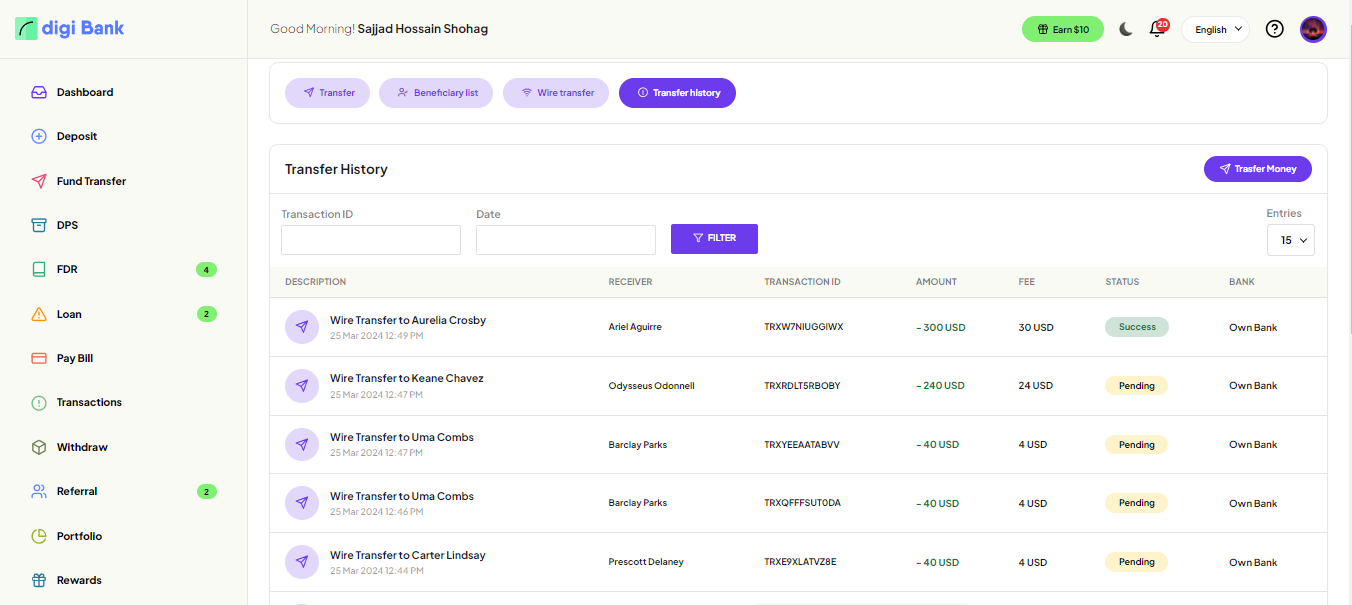 digi Bank
Good Morning! Sajjad Hossain Shohag
Earn $10
20
English
Dashboard
Deposit
Fund Transfer
DPS
FDR 4
Loan 2
Pay Bill
Transactions
Withdraw
Referral 2
Portfolio
Rewards
Transfer Beneficiary list Wire transfer Transfer history
Transfer History
Trasfer Money
Transaction ID Date Entries
FILTER 15
DESCRIPTION RECEIVER TRANSACTION ID AMOUNT FEE STATUS BANK
Wire Transfer to Aurelia Crosby
25 Mar 2024 12:49 PM
Ariel Aguirre TRXW7NIUGGIWX - 300 USD 30 USD Success Own Bank
Wire Transfer to Keane Chavez
25 Mar 2024 12:47 PM
Odysseus Odonnell TRXRDLT5RBOBY - 240 USD 24 USD Pending Own Bank
Wire Transfer to Uma Combs
25 Mar 2024 12:47 PM
Barclay Parks TRXYEEAATABVV - 40 USD 4 USD Pending Own Bank
Wire Transfer to Uma Combs
25 Mar 2024 12:46 PM
Barclay Parks TRXQFFFSUT0DA - 40 USD 4 USD Pending Own Bank
Wire Transfer to Carter Lindsay
25 Mar 2024 12:44 PM
Prescott Delaney TRXE9XLATVZ8E - 40 USD 4 USD Pending Own Bank